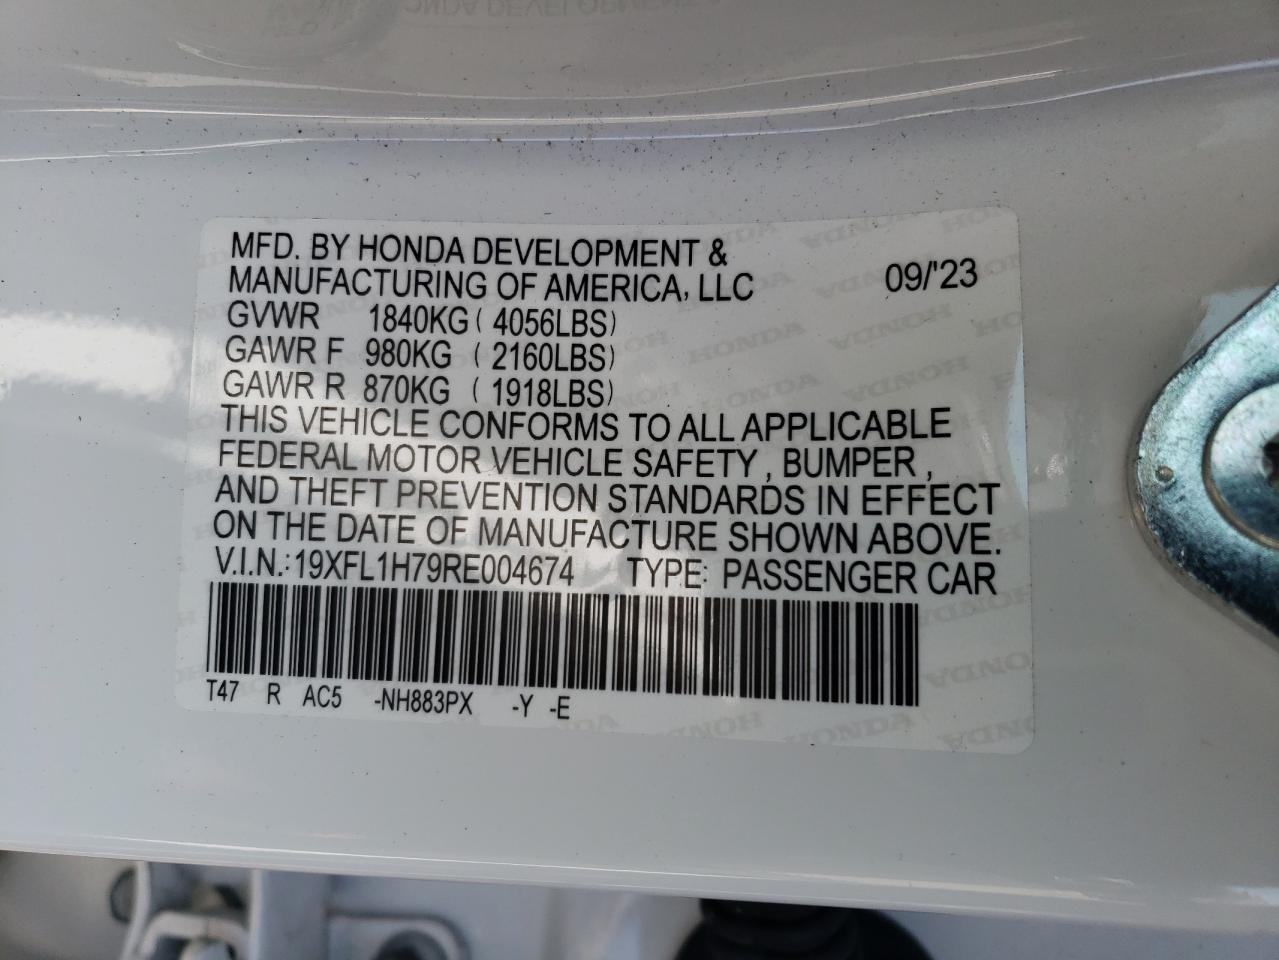 MFD. BY HONDA DEVELOPMENT &
MANUFACTURING OF AMERICA, LLC 09/'23
GVWR 1840KG ( 4056LBS)
GAWR F 980KG ( 2160LBS)
GAWR R 870KG ( 1918LBS)
THIS VEHICLE CONFORMS TO ALL APPLICABLE
FEDERAL MOTOR VEHICLE SAFETY , BUMPER ,
AND THEFT PREVENTION STANDARDS IN EFFECT
ON THE DATE OF MANUFACTURE SHOWN ABOVE.
V.I.N.: 19XFL1H79RE004674 TYPE: PASSENGER CAR
T47 R AC5 -NH883PX -Y -E